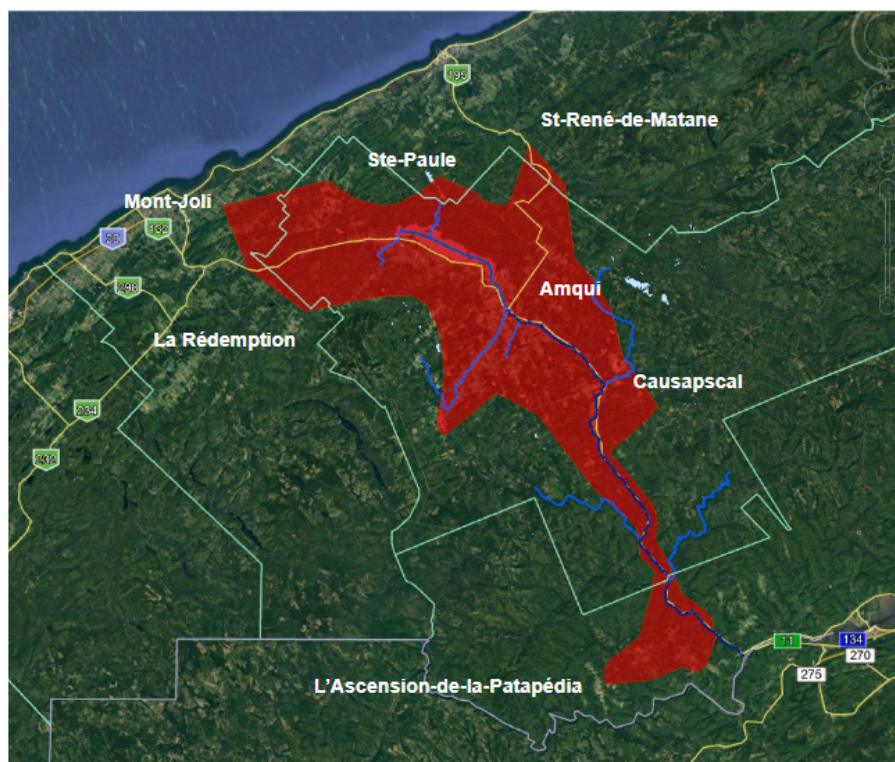 195
St-René-de-Matane
Ste-Paule
Mont-Joli
132
298
La Rédemption
Amqui
Causapscal
234
L'Ascension-de-la-Patapédia
11
134
270
275